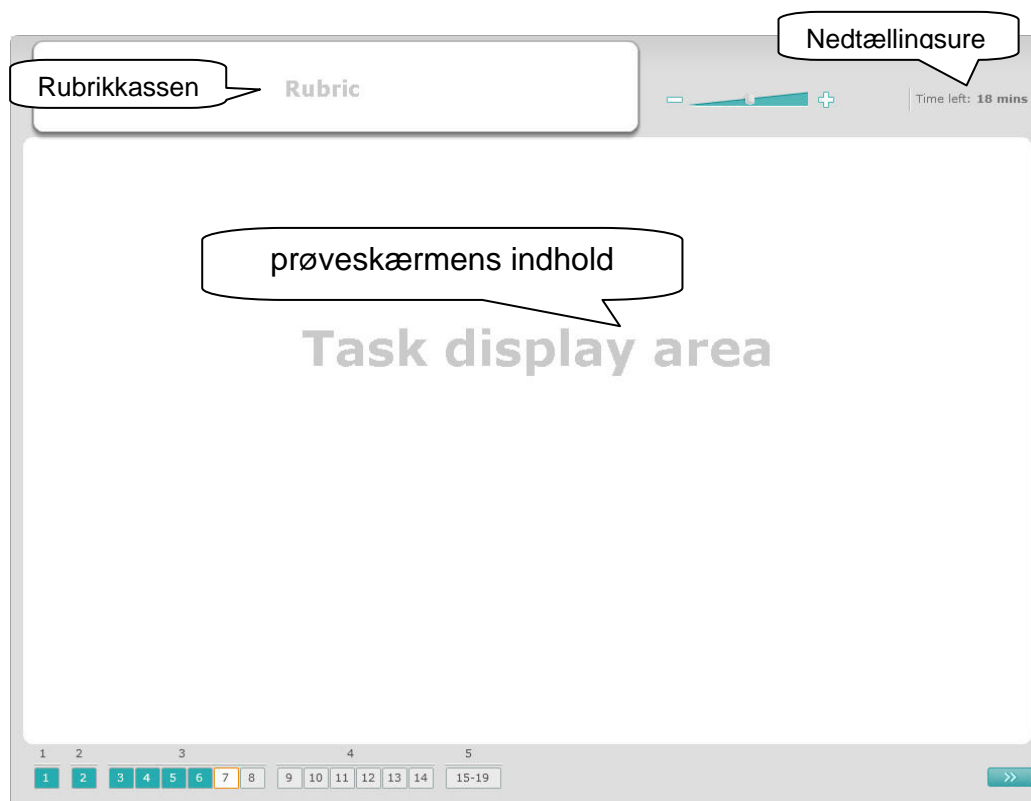 Nedtællingsure
Rubrikkassen
Rubric
Time left: 18 mins
prøveskærmens indhold
Task display area
1 2 3 4 5
1 2 3 4 5 6 7 8 9 10 11 12 13 14 15-19